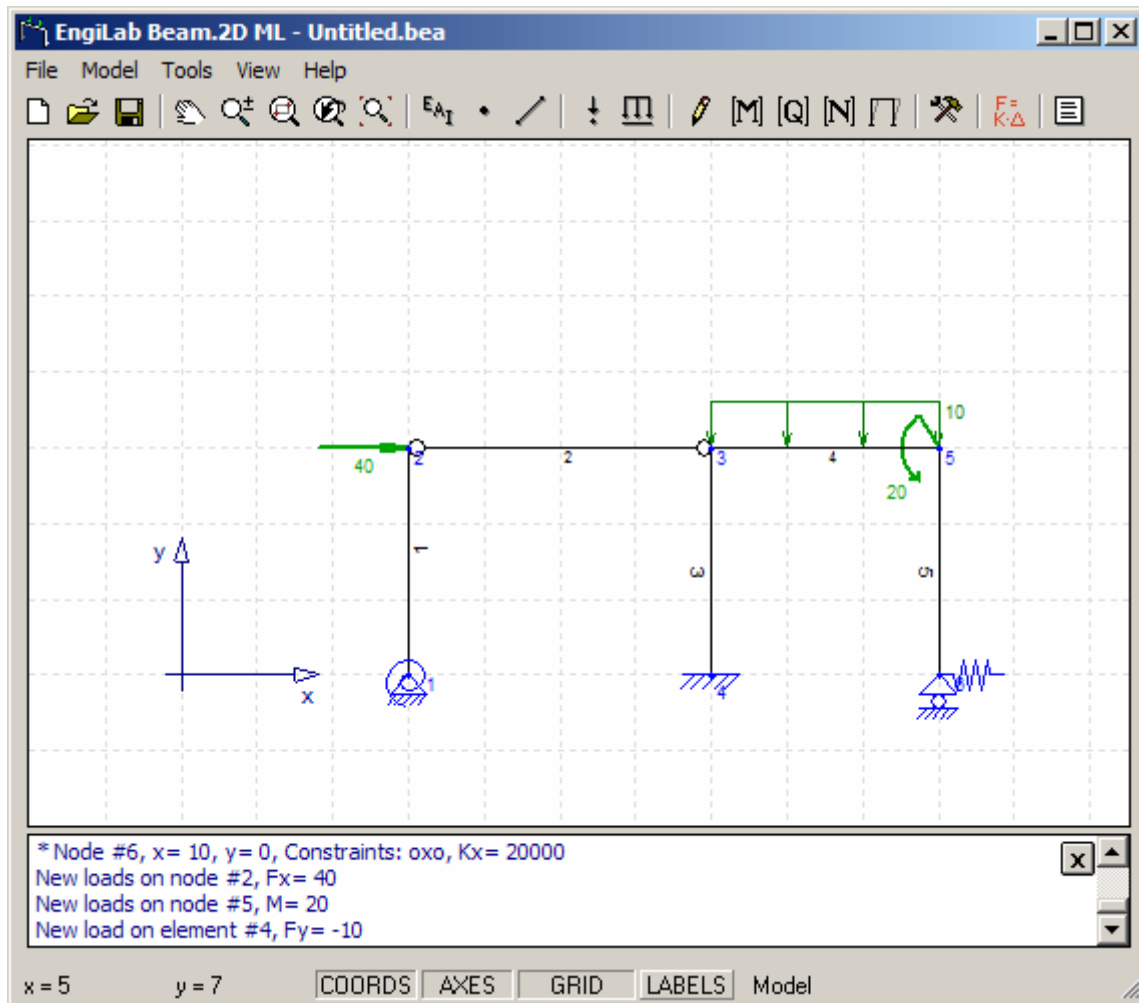 EngiLab Beam.2D ML - Untitled.bea
File Model Tools View Help
EAI [M] [Q] [N] F= K·Δ
10
40
2
2
3
4
5
20
1
3
5
y
x
1
4
6
*Node #6, x= 10, y= 0, Constraints: oxo, Kx= 20000
New loads on node #2, Fx= 40
New loads on node #5, M= 20
New load on element #4, Fy= -10
x
x = 5 y = 7 COORDS AXES GRID LABELS Model